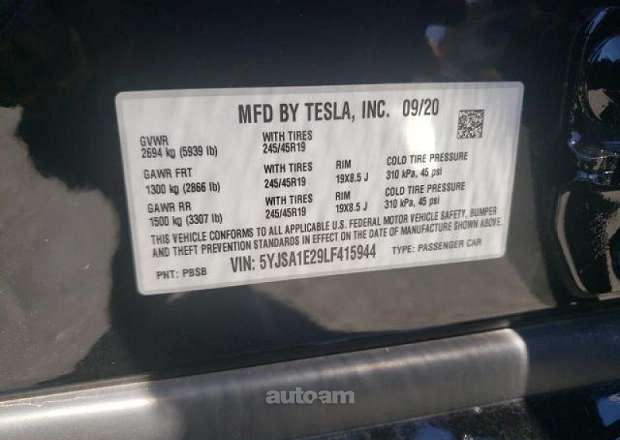 MFD BY TESLA, INC. 09/20
GVWR
2694 kg (5939 lb)
WITH TIRES
245/45R19
GAWR FRT
1300 kg (2866 lb)
WITH TIRES
245/45R19
RIM
19X8.5 J
COLD TIRE PRESSURE
310 kPa, 45 psi
GAWR RR
1500 kg (3307 lb)
WITH TIRES
245/45R19
RIM
19X8.5 J
COLD TIRE PRESSURE
310 kPa, 45 psi
THIS VEHICLE CONFORMS TO ALL APPLICABLE U.S. FEDERAL MOTOR VEHICLE SAFETY, BUMPER
AND THEFT PREVENTION STANDARDS IN EFFECT ON THE DATE OF MANUFACTURE SHOWN ABOVE.
PNT: PBSB
VIN: 5YJSA1E29LF415944
TYPE: PASSENGER CAR
autoam